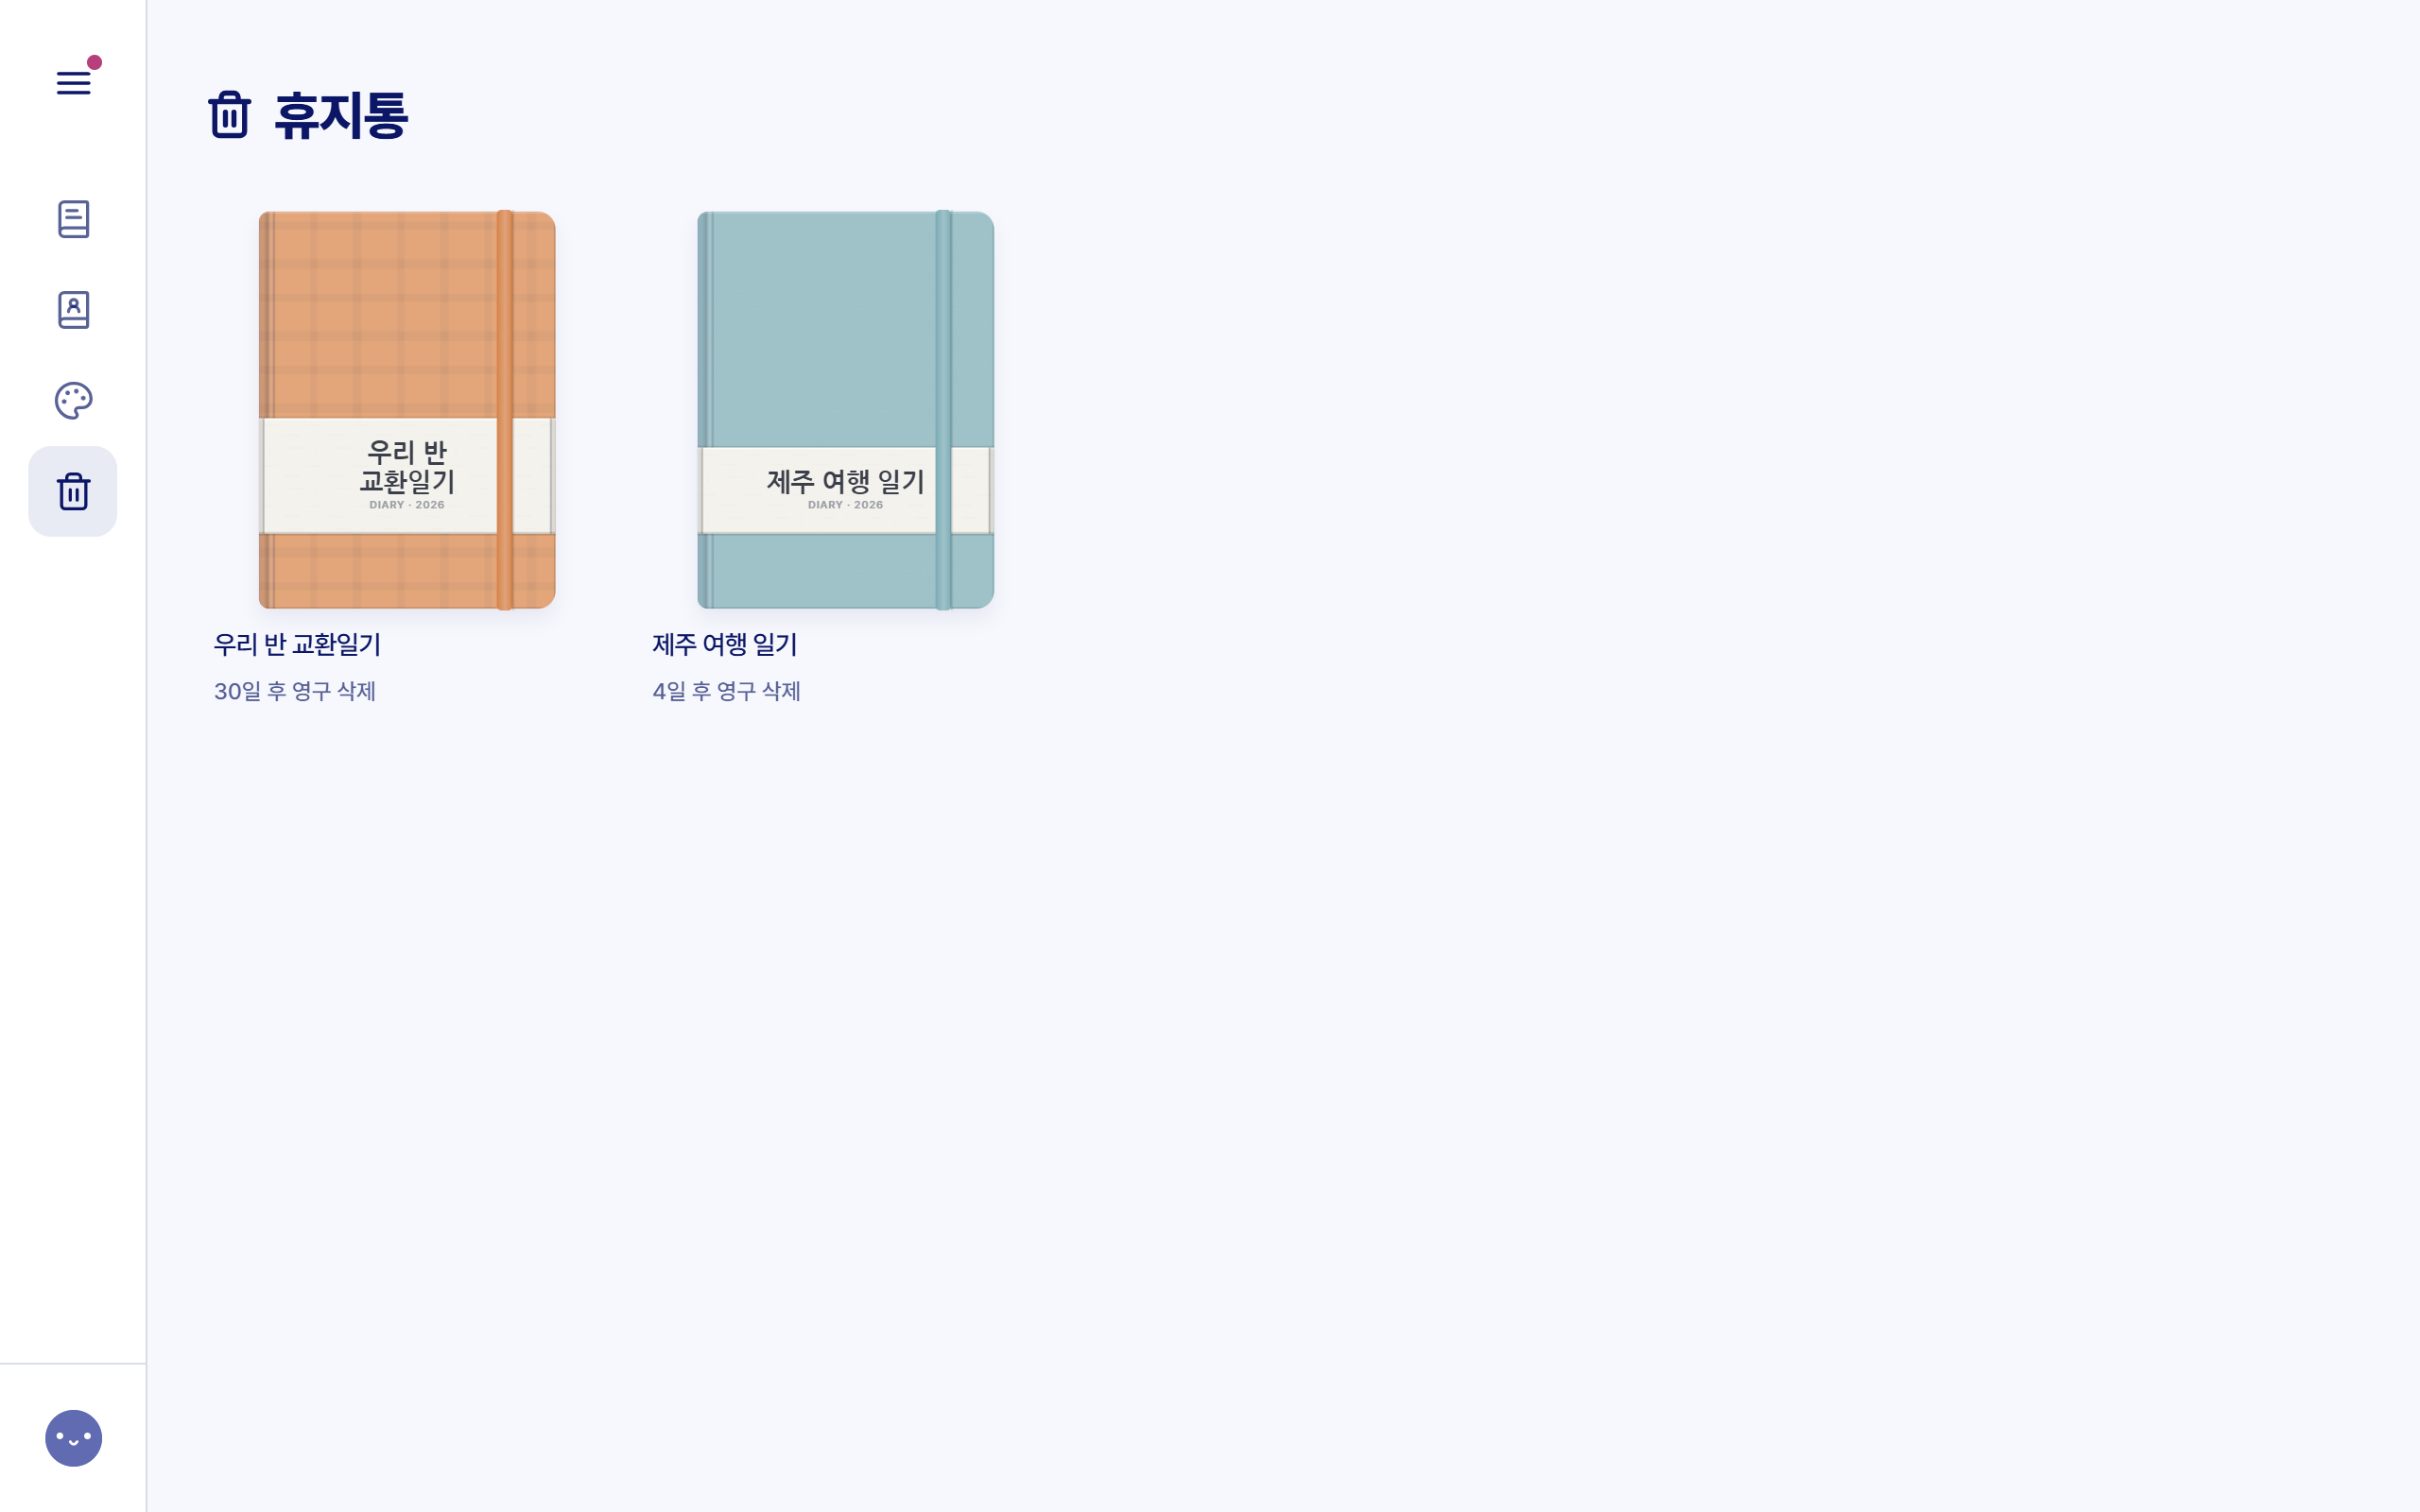 휴지통
우리 반
교환일기
DIARY · 2026
우리 반 교환일기
30일 후 영구 삭제
제주 여행 일기
DIARY · 2026
제주 여행 일기
4일 후 영구 삭제